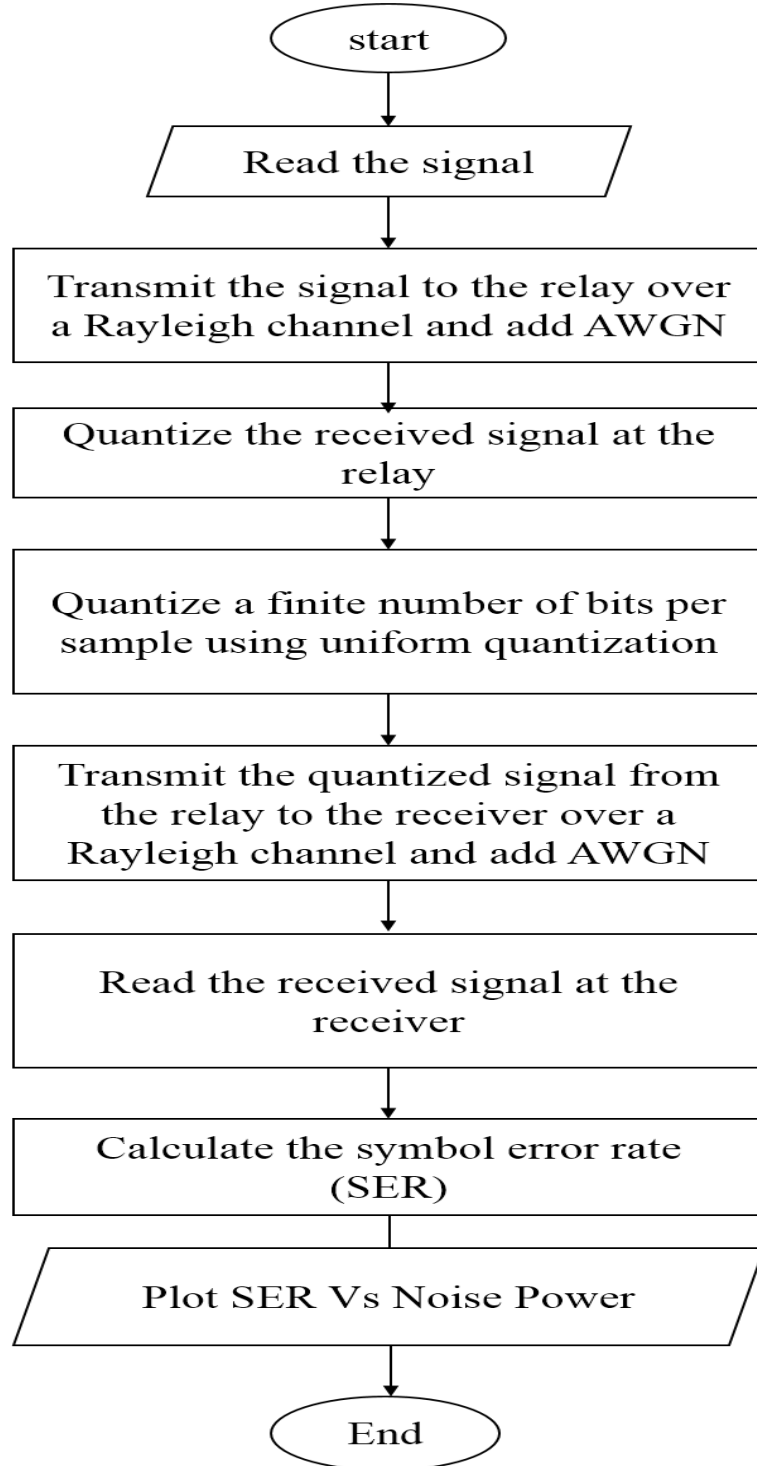 start
Read the signal
Transmit the signal to the relay over
a Rayleigh channel and add AWGN
Quantize the received signal at the
relay
Quantize a finite number of bits per
sample using uniform quantization
Transmit the quantized signal from
the relay to the receiver over a
Rayleigh channel and add AWGN
Read the received signal at the
receiver
Calculate the symbol error rate
(SER)
Plot SER Vs Noise Power
End